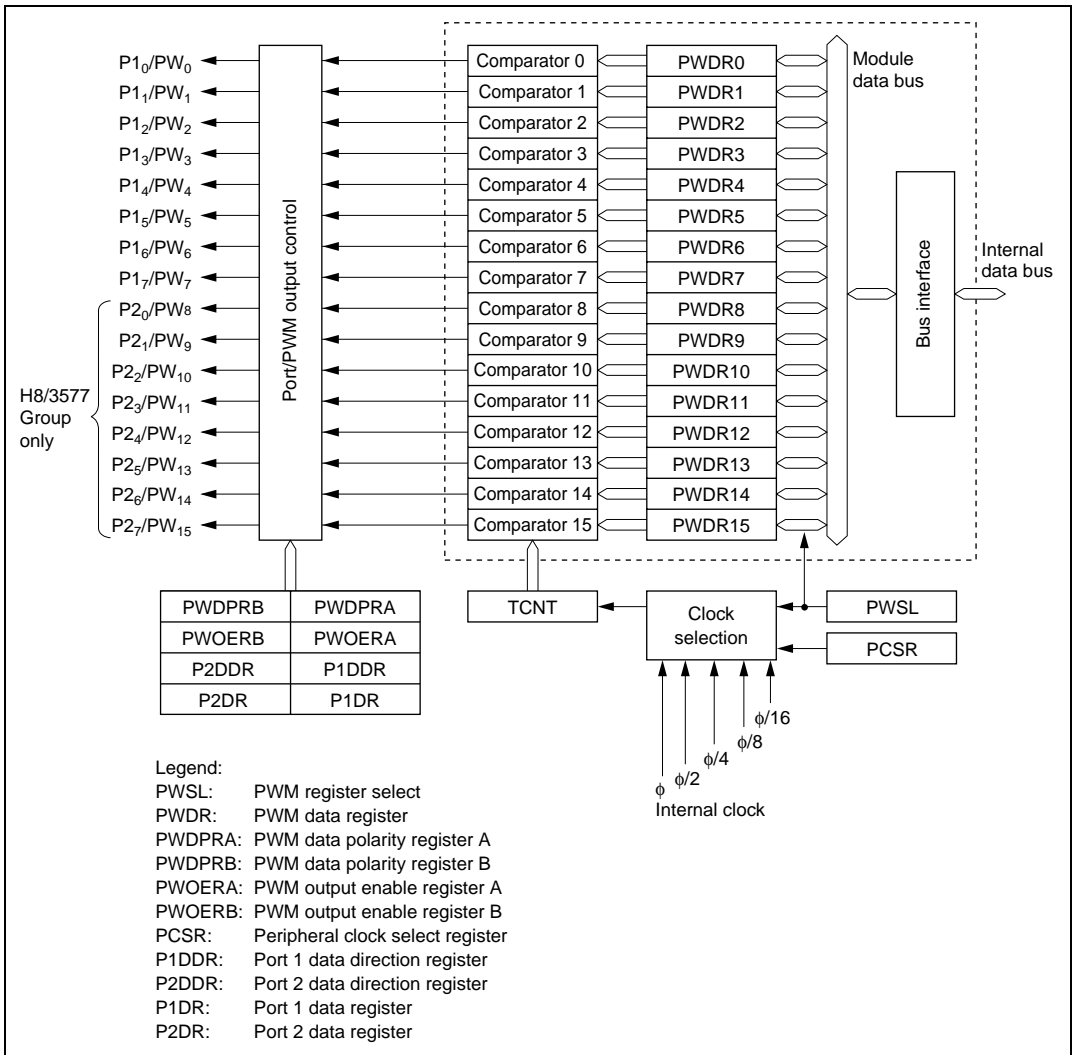 P1₀/PW₀ Comparator 0 PWDR0 Module data bus
P1₁/PW₁ Comparator 1 PWDR1
P1₂/PW₂ Comparator 2 PWDR2
P1₃/PW₃ Comparator 3 PWDR3
P1₄/PW₄ Comparator 4 PWDR4
P1₅/PW₅ Comparator 5 PWDR5
P1₆/PW₆ Comparator 6 PWDR6
P1₇/PW₇ Comparator 7 PWDR7
P2₀/PW8 Comparator 8 PWDR8
P2₁/PW₉ Comparator 9 PWDR9
P2₂/PW₁₀ Comparator 10 PWDR10
P2₃/PW₁₁ Comparator 11 PWDR11
P2₄/PW₁₂ Comparator 12 PWDR12
P2₅/PW₁₃ Comparator 13 PWDR13
P2₆/PW₁₄ Comparator 14 PWDR14
P2₇/PW₁₅ Comparator 15 PWDR15
H8/3577
Group
only
Port/PWM output control
Bus interface
Internal
data bus
PWDPRB PWDPRA
PWOERB PWOERA
P2DDR P1DDR
P2DR P1DR
TCNT
Clock
selection
PWSL
PCSR
ϕ/16
ϕ/8
ϕ/4
ϕ/2
ϕ
Internal clock
Legend:
PWSL: PWM register select
PWDR: PWM data register
PWDPRA: PWM data polarity register A
PWDPRB: PWM data polarity register B
PWOERA: PWM output enable register A
PWOERB: PWM output enable register B
PCSR: Peripheral clock select register
P1DDR: Port 1 data direction register
P2DDR: Port 2 data direction register
P1DR: Port 1 data register
P2DR: Port 2 data register